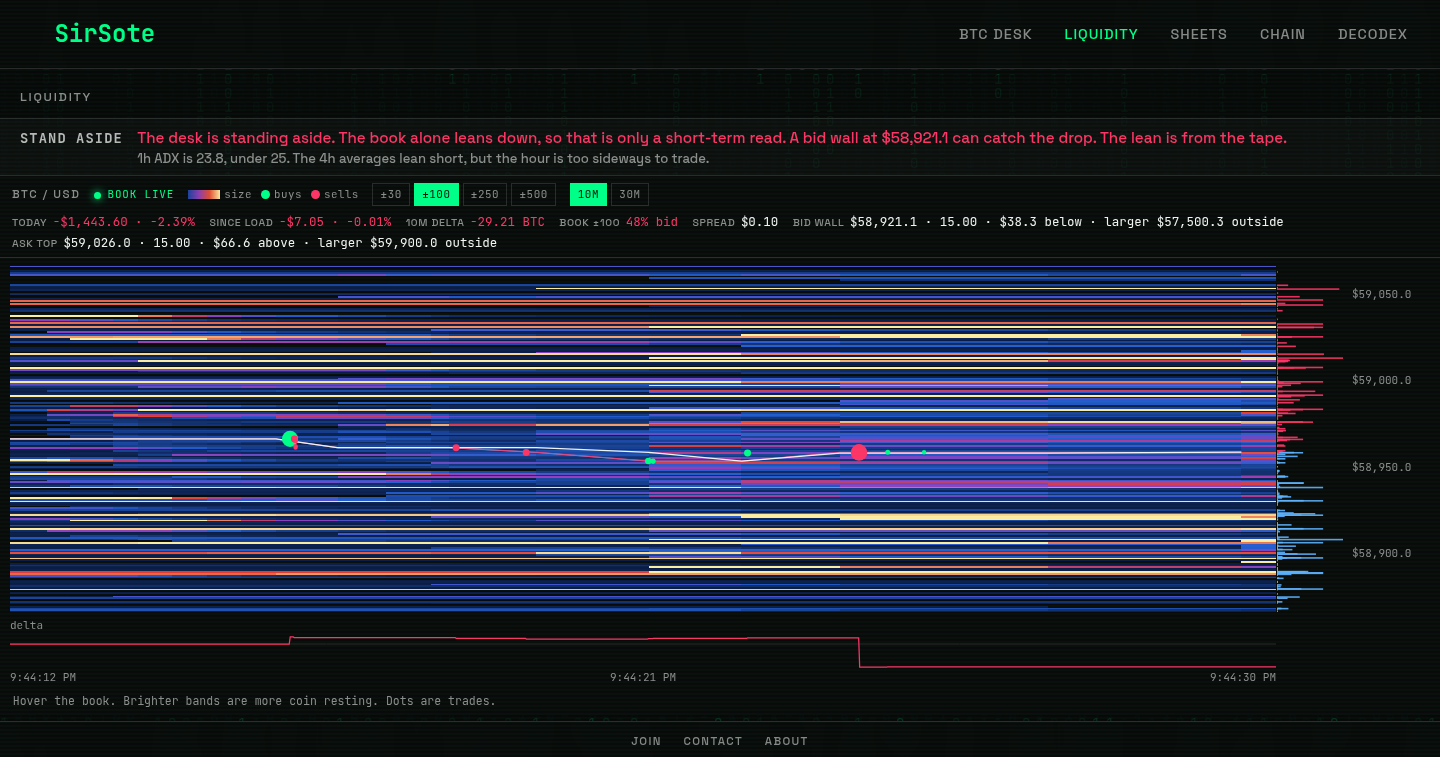 SirSote
BTC DESK LIQUIDITY SHEETS CHAIN DECODEX
LIQUIDITY
STAND ASIDE The desk is standing aside. The book alone leans down, so that is only a short-term read. A bid wall at $58,921.1 can catch the drop. The lean is from the tape.
1h ADX is 23.8, under 25. The 4h averages lean short, but the hour is too sideways to trade.
BTC / USD BOOK LIVE size buys sells ±30 ±100 ±250 ±500 10M 30M
TODAY -$1,443.60 · -2.39% SINCE LOAD -$7.05 · -0.01% 10M DELTA -29.21 BTC BOOK ±100 48% bid SPREAD $0.10 BID WALL $58,921.1 · 15.00 · $38.3 below · larger $57,500.3 outside
ASK TOP $59,026.0 · 15.00 · $66.6 above · larger $59,900.0 outside
$59,050.0
$59,000.0
$58,950.0
$58,900.0
delta
9:44:12 PM 9:44:21 PM 9:44:30 PM
Hover the book. Brighter bands are more coin resting. Dots are trades.
JOIN CONTACT ABOUT